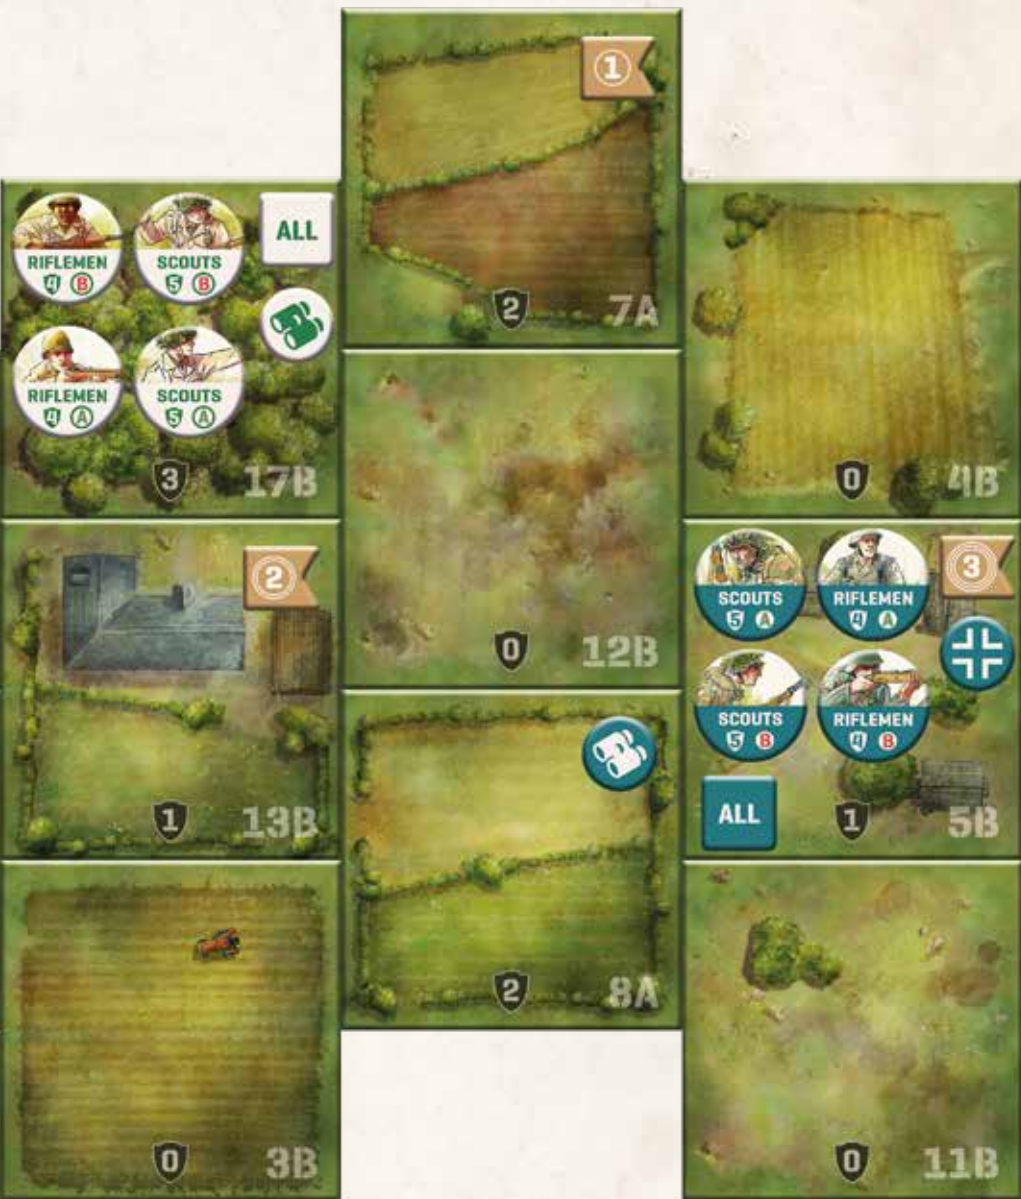 1
2 7A
RIFLEMEN SCOUTS ALL
4 B 5 B
RIFLEMEN SCOUTS
4 A 5 A
3 17B
0 12B
0 4B
2
1 13B
2 8A
SCOUTS RIFLEMEN 3
5 A 4 A
SCOUTS RIFLEMEN
5 B 4 B
ALL 1 5B
0 3B
0 11B